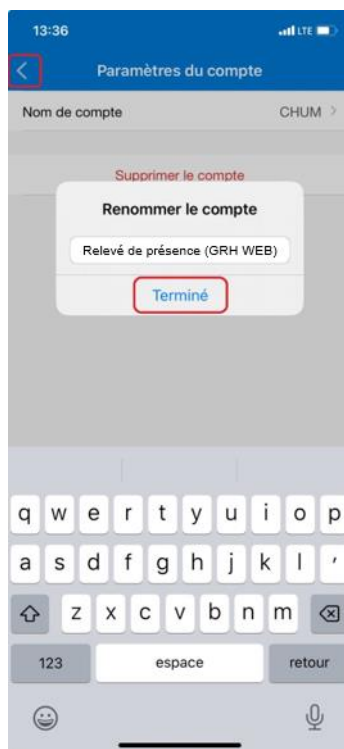 13:36
LTE
Paramètres du compte
Nom de compte CHUM
Supprimer le compte
Renommer le compte
Relevé de présence (GRH WEB)
Terminé
q w e r t y u i o p
a s d f g h j k l ′
z x c v b n m
123 espace retour